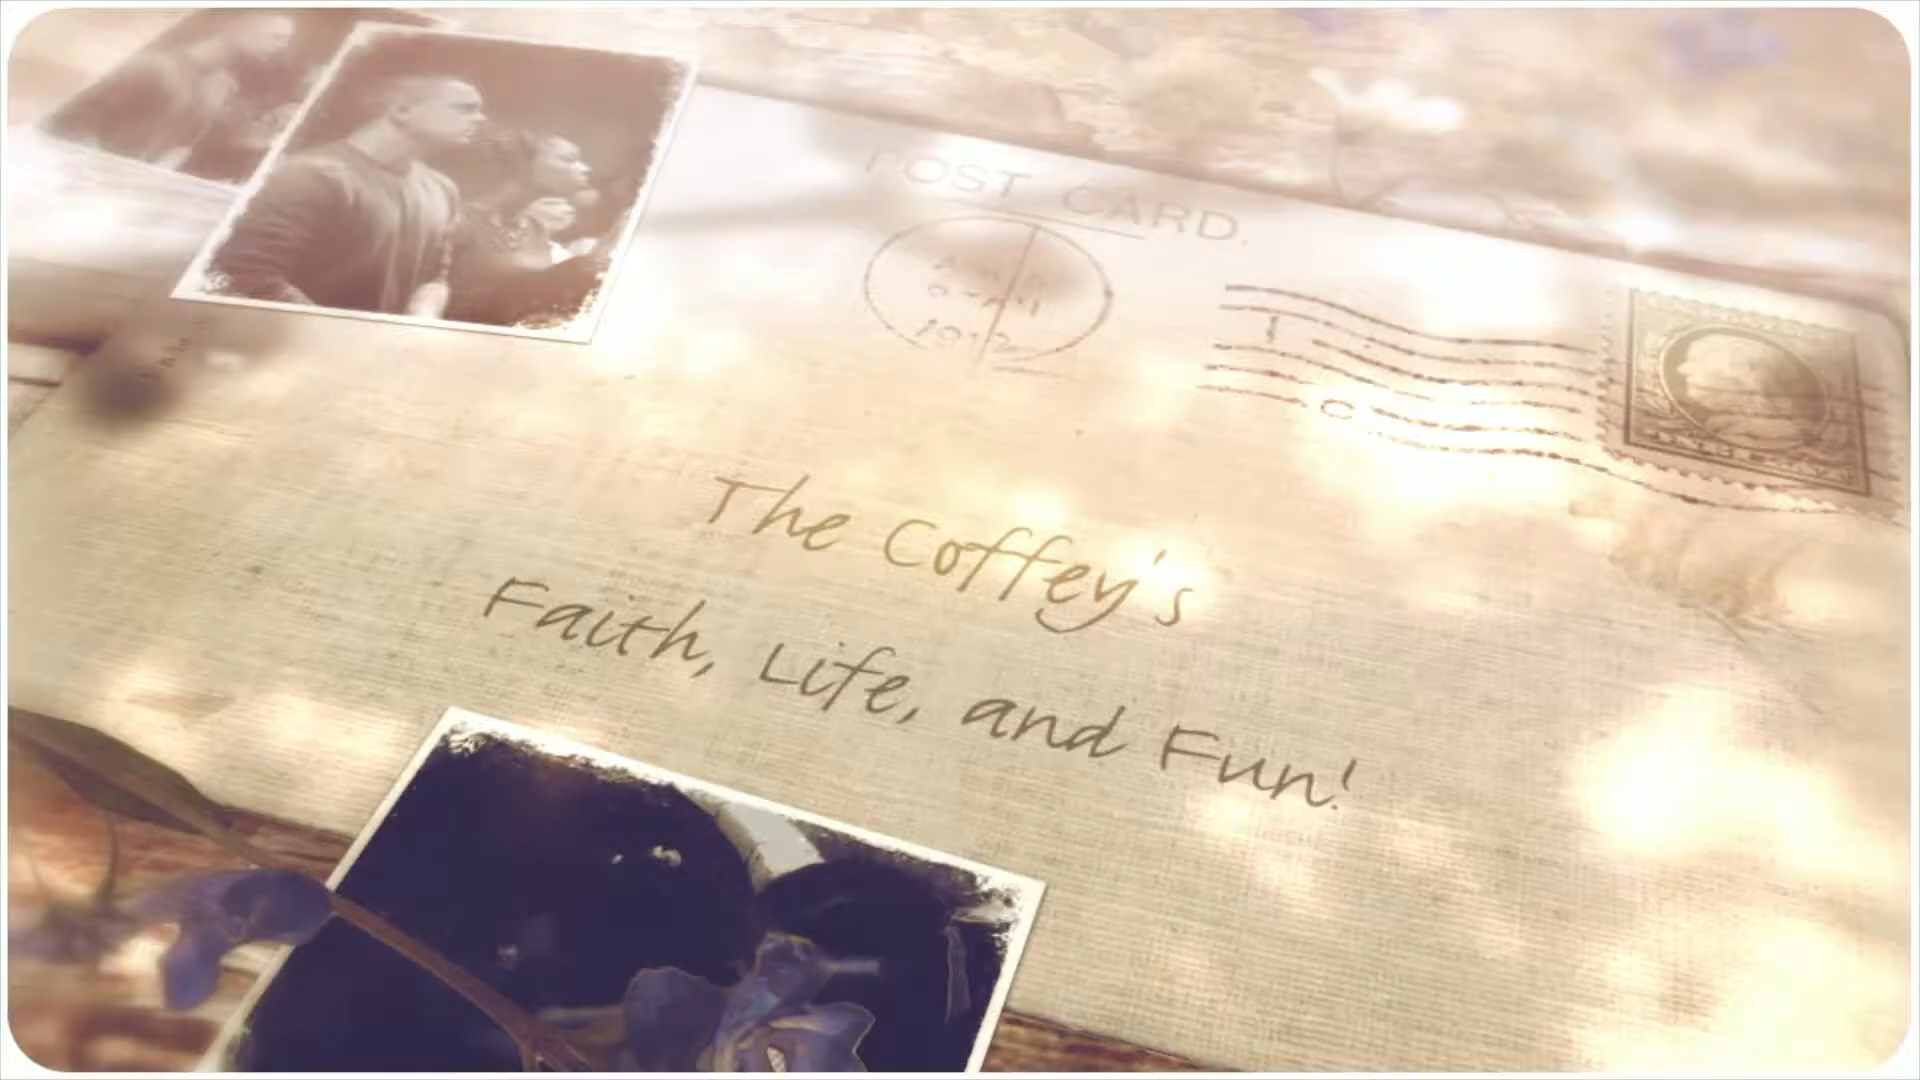 POST CARD.
The Coffey's
Faith, Life, and Fun!